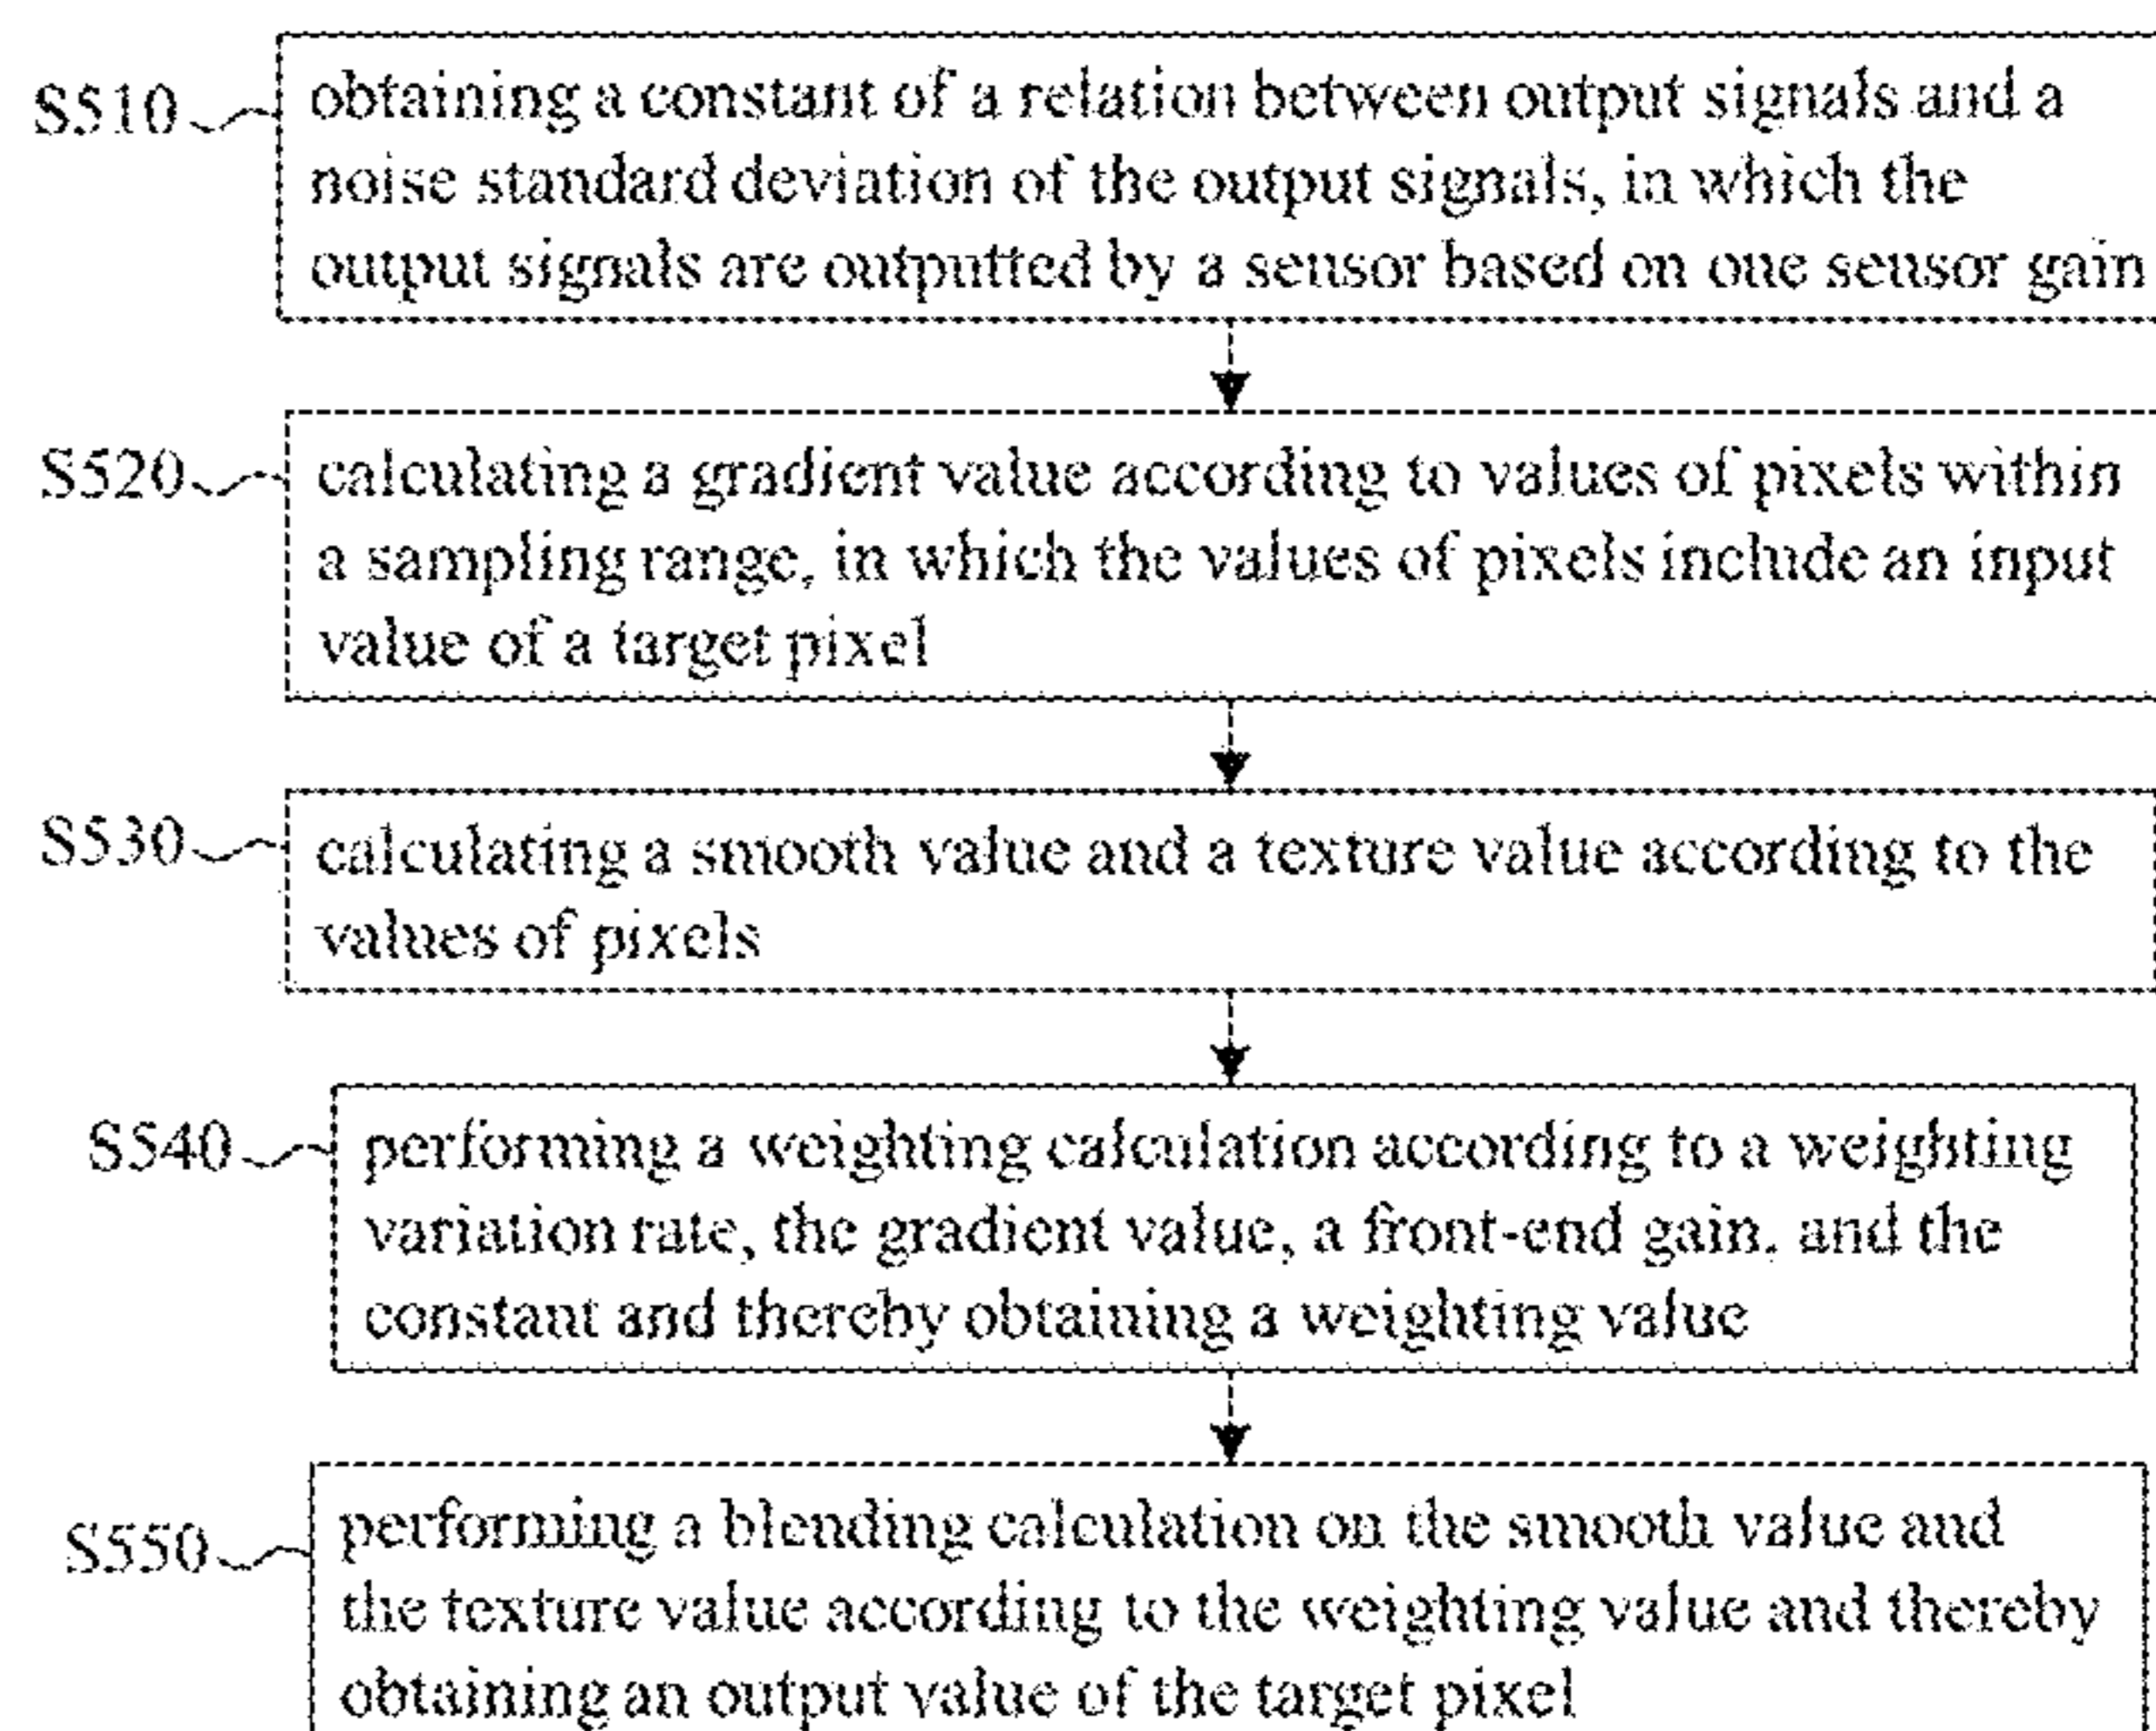 S510
obtaining a constant of a relation between output signals and a
noise standard deviation of the output signals, in which the
output signals are outputted by a sensor based on one sensor gain
S520
calculating a gradient value according to values of pixels within
a sampling range, in which the values of pixels include an input
value of a target pixel
S530
calculating a smooth value and a texture value according to the
values of pixels
S540
performing a weighting calculation according to a weighting
variation rate, the gradient value, a front-end gain, and the
constant and thereby obtaining a weighting value
S550
performing a blending calculation on the smooth value and
the texture value according to the weighting value and thereby
obtaining an output value of the target pixel